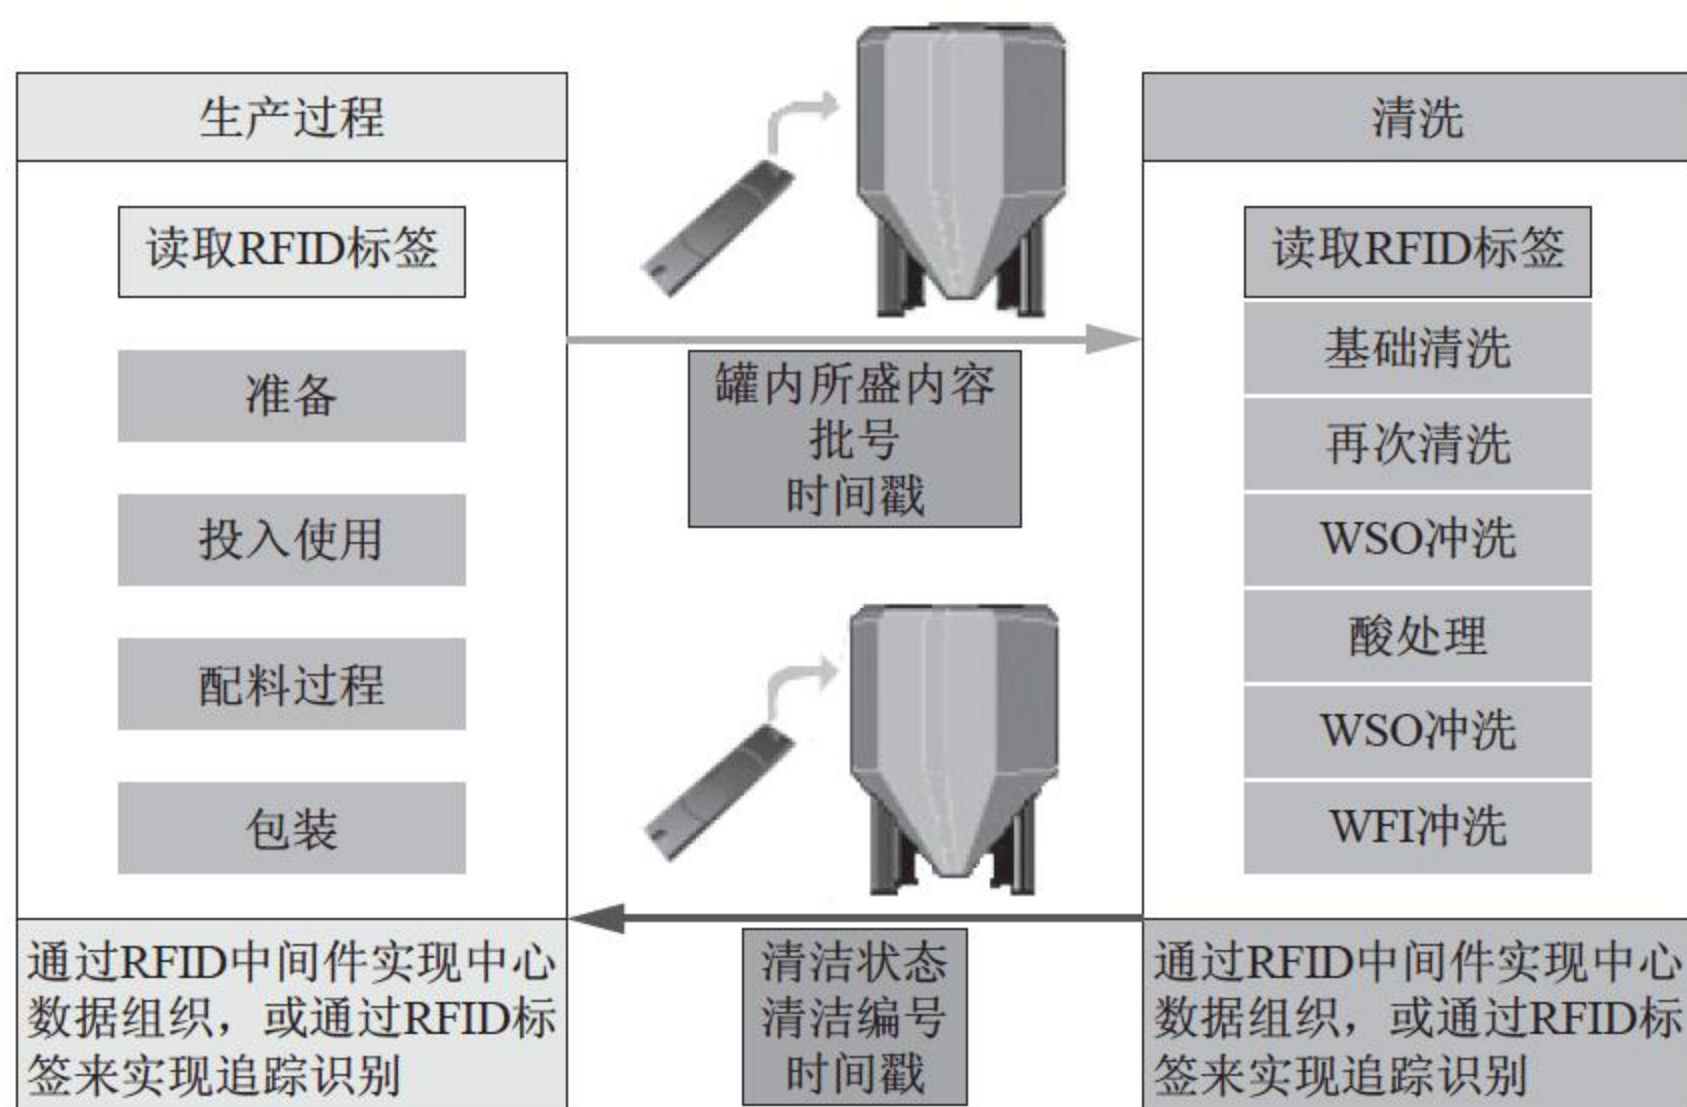 生产过程
读取RFID标签
准备
投入使用
配料过程
包装
通过RFID中间件实现中心
数据组织，或通过RFID标
签来实现追踪识别
罐内所盛内容
批号
时间戳
清洁状态
清洁编号
时间戳
清洗
读取RFID标签
基础清洗
再次清洗
WSO冲洗
酸处理
WSO冲洗
WFI冲洗
通过RFID中间件实现中心
数据组织，或通过RFID标
签来实现追踪识别